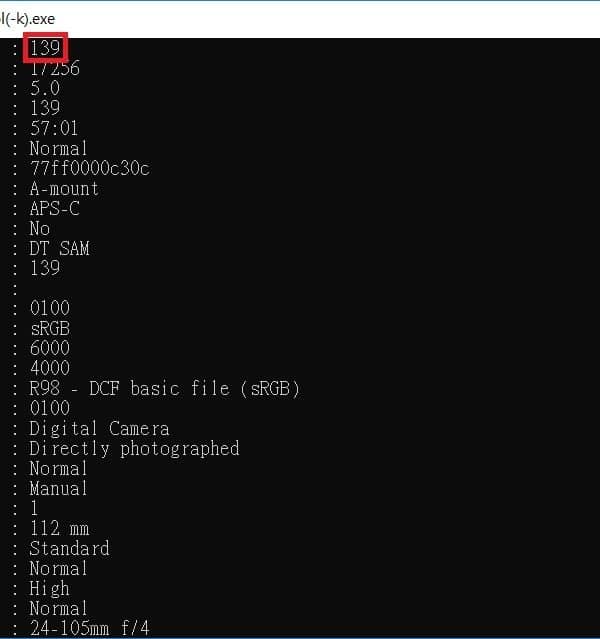 l(-k).exe
: 139
: 1/256
: 5.0
: 139
: 57:01
: Normal
: 77ff0000c30c
: A-mount
: APS-C
: No
: DT SAM
: 139
:
: 0100
: sRGB
: 6000
: 4000
: R98 - DCF basic file (sRGB)
: 0100
: Digital Camera
: Directly photographed
: Normal
: Manual
: 1
: 112 mm
: Standard
: Normal
: High
: Normal
: 24-105mm f/4